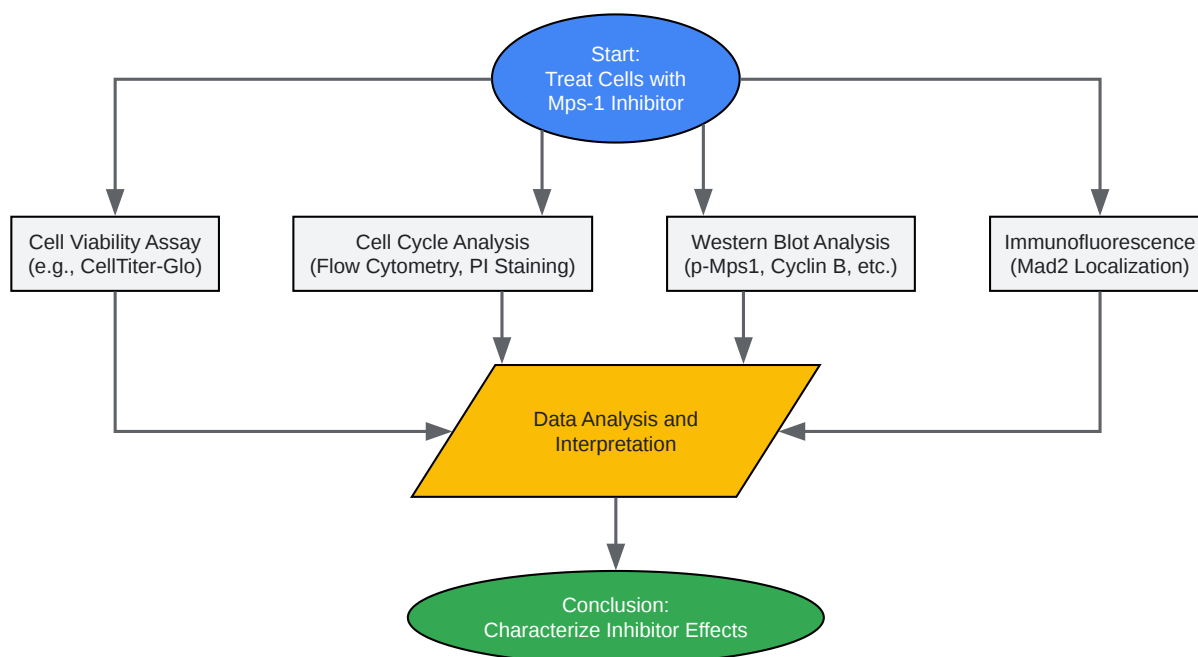 Start:
Treat Cells with
Mps-1 Inhibitor
Cell Viability Assay
(e.g., CellTiter-Glo)
Cell Cycle Analysis
(Flow Cytometry, PI Staining)
Western Blot Analysis
(p-Mps1, Cyclin B, etc.)
Immunofluorescence
(Mad2 Localization)
Data Analysis and
Interpretation
Conclusion:
Characterize Inhibitor Effects